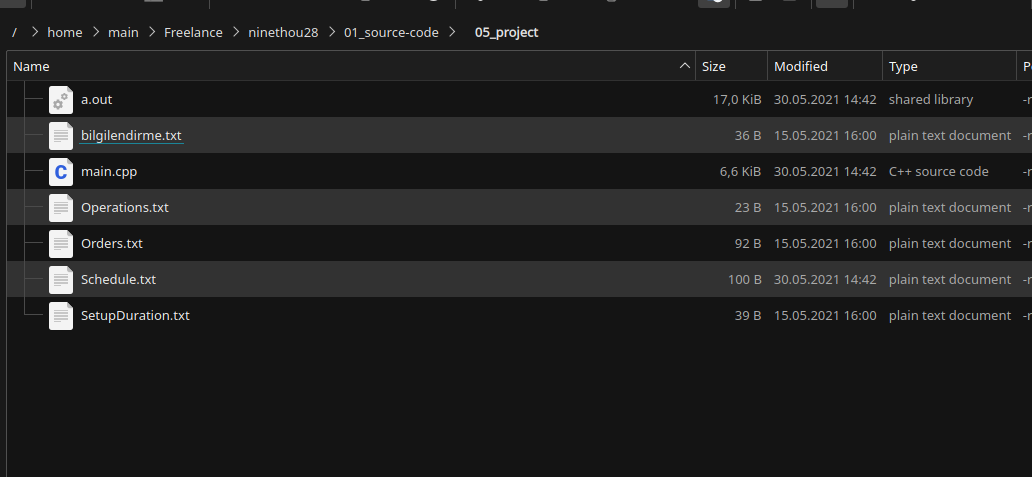 / > home > main > Freelance > ninethou28 > 01_source-code > 05_project
Name Size Modified Type
a.out 17,0 KiB 30.05.2021 14:42 shared library
bilgilendirme.txt 36 B 15.05.2021 16:00 plain text document
C main.cpp 6,6 KiB 30.05.2021 14:42 C++ source code
Operations.txt 23 B 15.05.2021 16:00 plain text document
Orders.txt 92 B 15.05.2021 16:00 plain text document
Schedule.txt 100 B 30.05.2021 14:42 plain text document
SetupDuration.txt 39 B 15.05.2021 16:00 plain text document